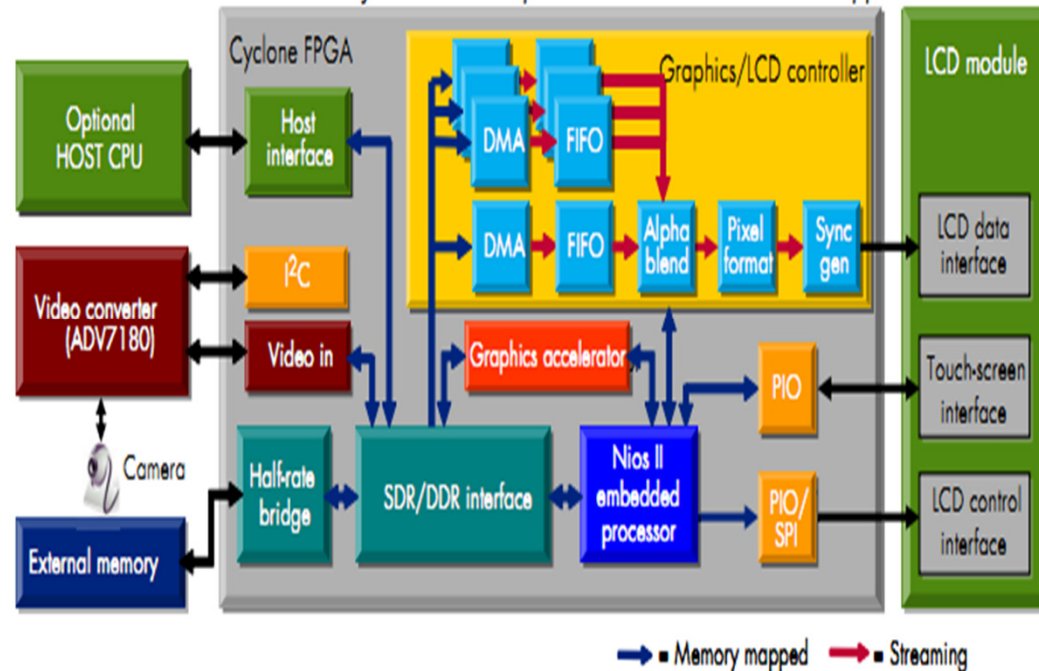 Cyclone FPGA
Graphics/LCD controller
LCD module
Optional
HOST CPU
Host
interface
DMA
FIFO
DMA
FIFO
Alpha
blend
Pixel
format
Sync
gen
LCD data
interface
Video converter
(ADV7180)
I²C
Video in
Graphics accelerator
PIO
Touch-screen
interface
Camera
Half-rate
bridge
SDR/DDR interface
Nios II
embedded
processor
PIO/
SPI
LCD control
interface
External memory
= Memory mapped
= Streaming